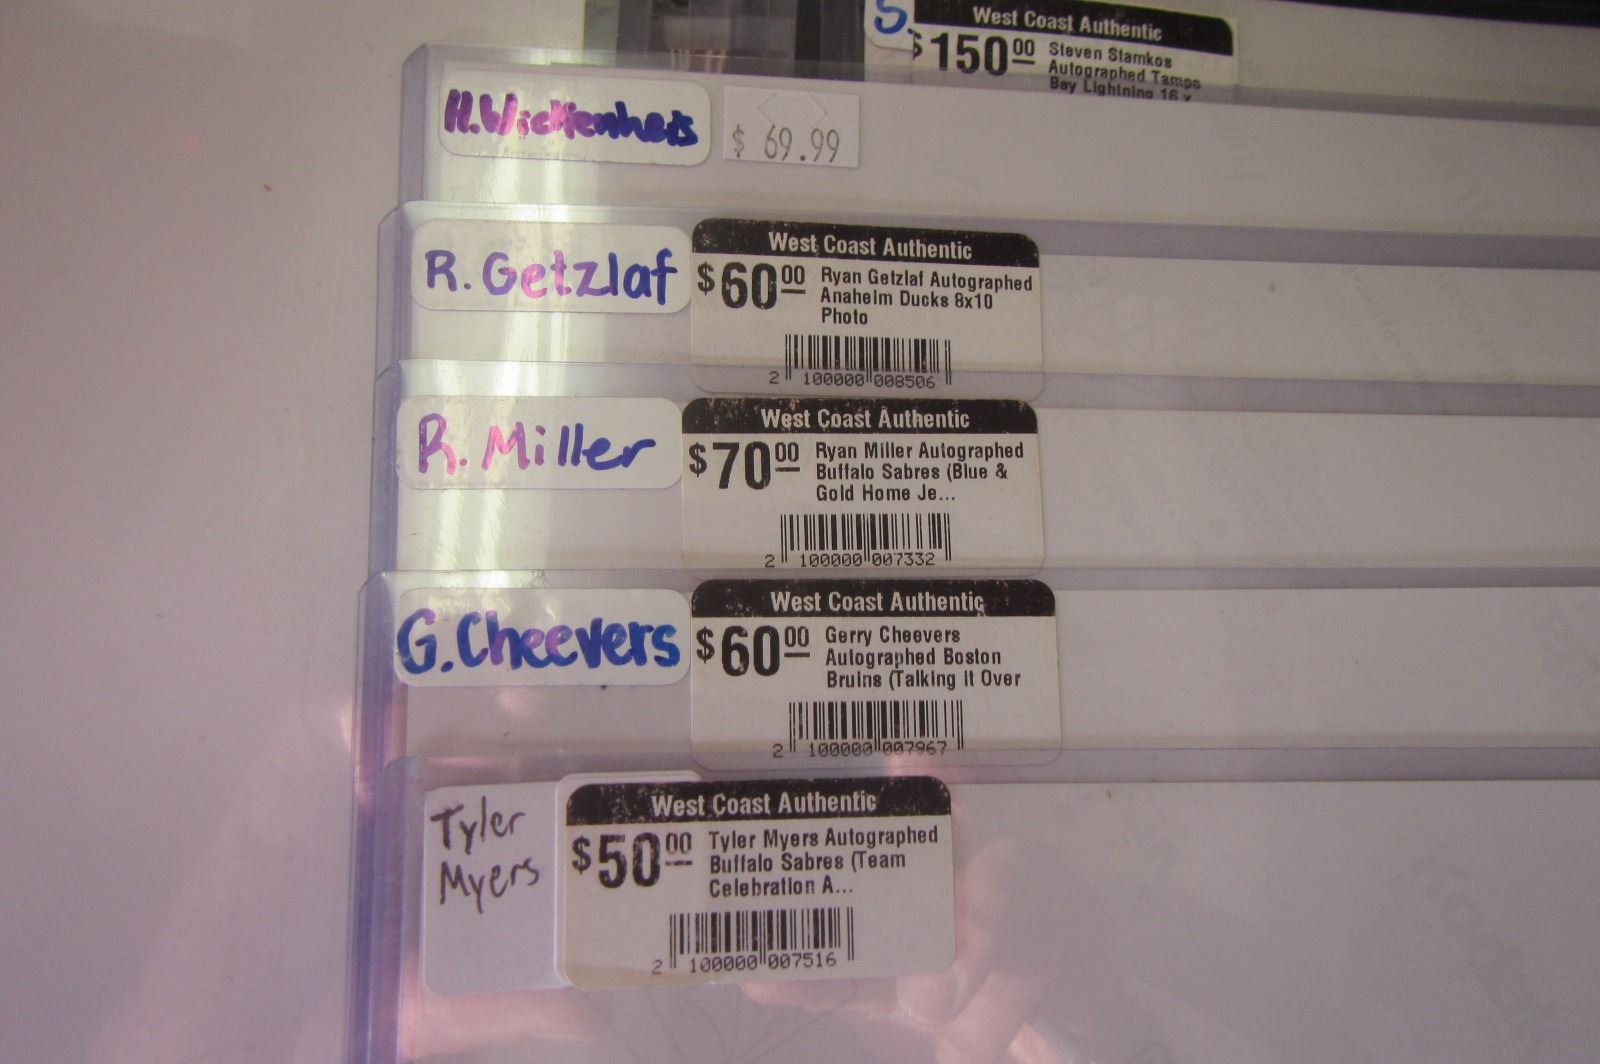 S.
West Coast Authentic
$150 00 Steven Stamkos
Autographed Tampa
Bay Lightning 16 x
H. Wickenheis
$ 69.99
R. Getzlaf
West Coast Authentic
$60 00 Ryan Getzlaf Autographed
Anaheim Ducks 8x10
Photo
2 100000 008506
R. Miller
West Coast Authentic
$70 00 Ryan Miller Autographed
Buffalo Sabres (Blue &
Gold Home Je...
2 100000 007332
G. Cheevers
West Coast Authentic
$60 00 Gerry Cheevers
Autographed Boston
Bruins (Talking it Over
2 100000 007967
Tyler
Myers
West Coast Authentic
$50 00 Tyler Myers Autographed
Buffalo Sabres (Team
Celebration A...
2 100000 007516